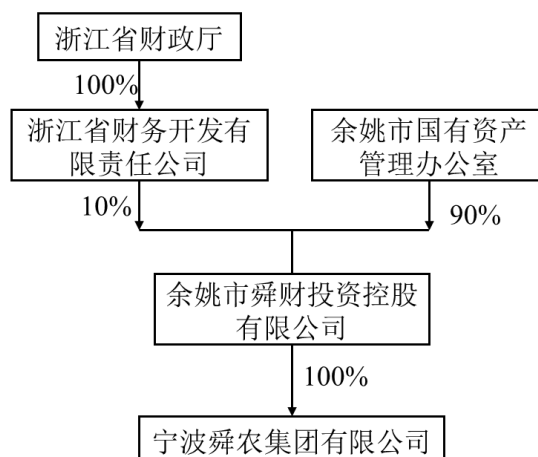 浙江省财政厅
100%
浙江省财务开发有
限责任公司
余姚市国有资产
管理办公室
10%
90%
余姚市舜财投资控股
有限公司
100%
宁波舜农集团有限公司